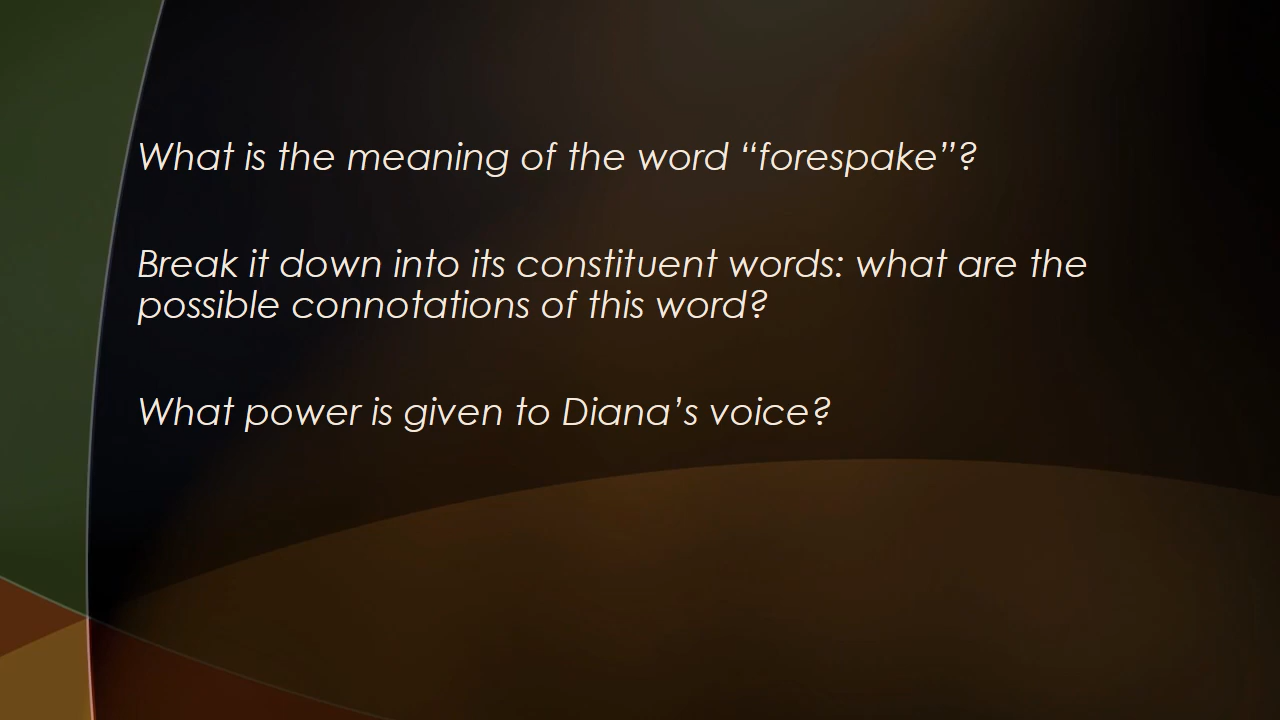 What is the meaning of the word “forespake”?
Break it down into its constituent words: what are the
possible connotations of this word?
What power is given to Diana’s voice?